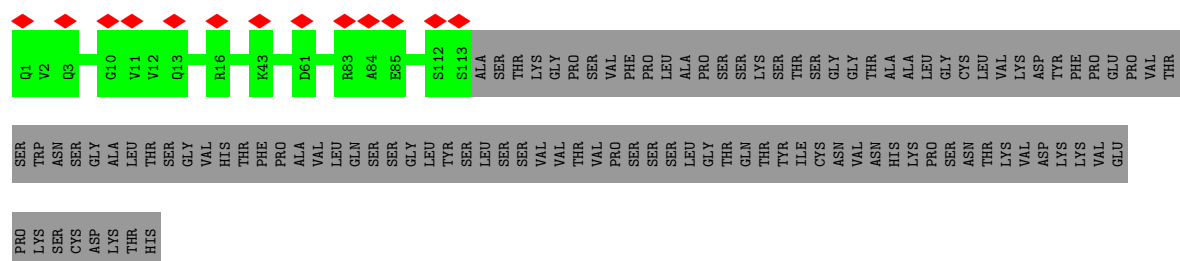 Q1 V2 Q3 G10 V11 V12 Q13 R16 K43 D61 R83 A84 E85 S112 S113 ALA SER THR LYS GLY PRO SER VAL PHE PRO LEU ALA PRO SER SER LYS SER THR SER GLY GLY THR ALA ALA LEU GLY CYS LEU VAL LYS ASP TYR PHE PRO GLU PRO VAL THR
SER TRP ASN SER GLY ALA LEU THR SER GLY VAL HIS THR PHE PRO ALA VAL LEU GLN SER SER GLY LEU TYR SER LEU SER SER VAL VAL THR VAL PRO SER SER SER LEU GLY THR GLN THR TYR ILE CYS ASN VAL ASN HIS LYS PRO SER ASN THR LYS VAL ASP LYS LYS VAL GLU
PRO LYS SER CYS ASP LYS THR HIS